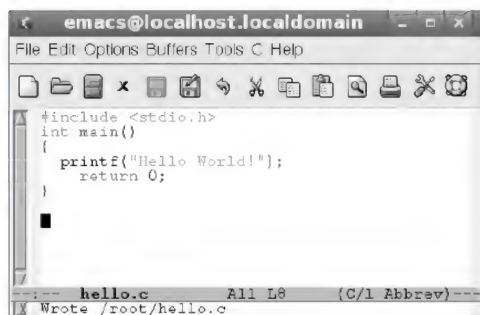 emacs@localhost.localdomain
File Edit Options Buffers Tools C Help
#include <stdio.h>
int main()
{
  printf("Hello World!");
    return 0;
}
--:-- hello.c All L8 (C/l Abbrev)---
Wrote /root/hello.c